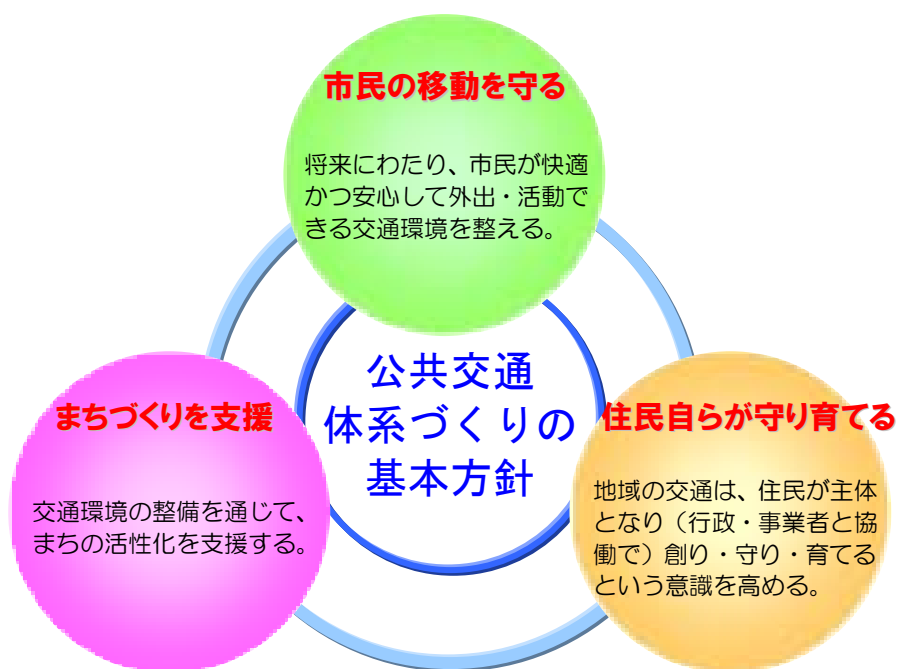 市民の移動を守る
将来にわたり、市民が快適
かつ安心して外出・活動で
きる交通環境を整える。
公共交通
体系づくりの
基本方針
まちづくりを支援
交通環境の整備を通じて、
まちの活性化を支援する。
住民自らが守り育てる
地域の交通は、住民が主体
となり（行政・事業者と協
働で）創り・守り・育てる
という意識を高める。